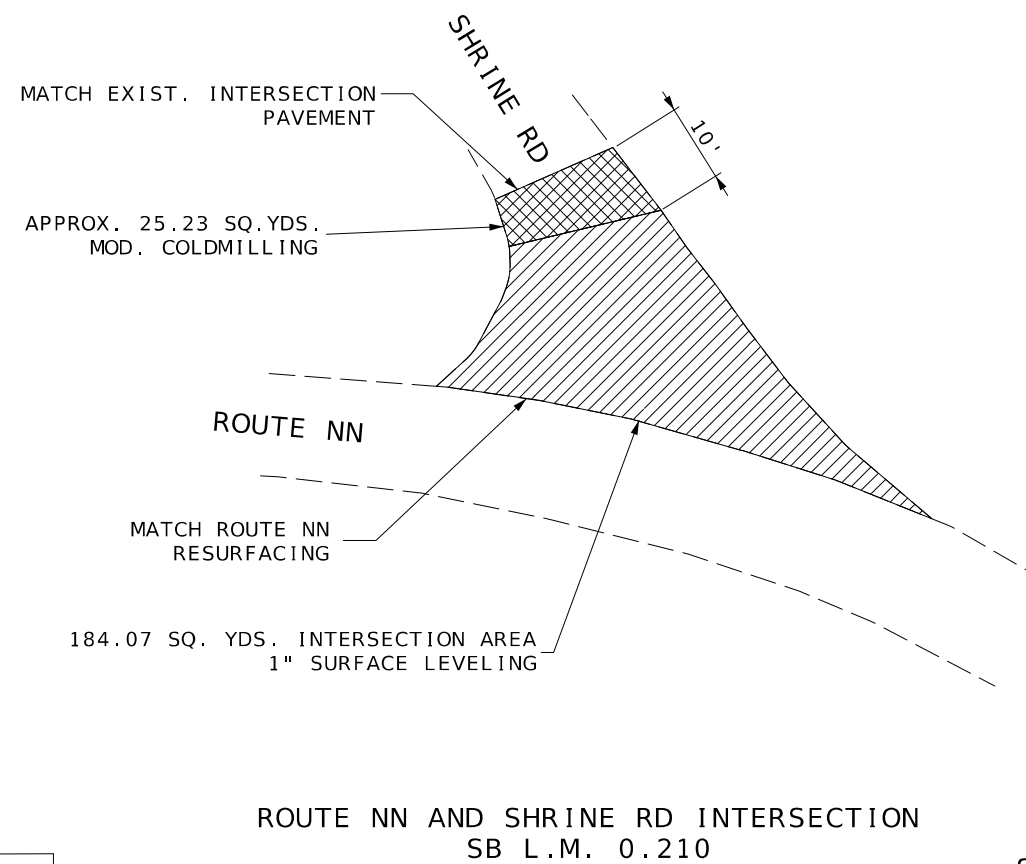 SHRINE RD
MATCH EXIST. INTERSECTION
PAVEMENT
10'
APPROX. 25.23 SQ.YDS.
MOD. COLDMILLING
ROUTE NN
MATCH ROUTE NN
RESURFACING
184.07 SQ. YDS. INTERSECTION AREA
1" SURFACE LEVELING
ROUTE NN AND SHRINE RD INTERSECTION
SB L.M. 0.210